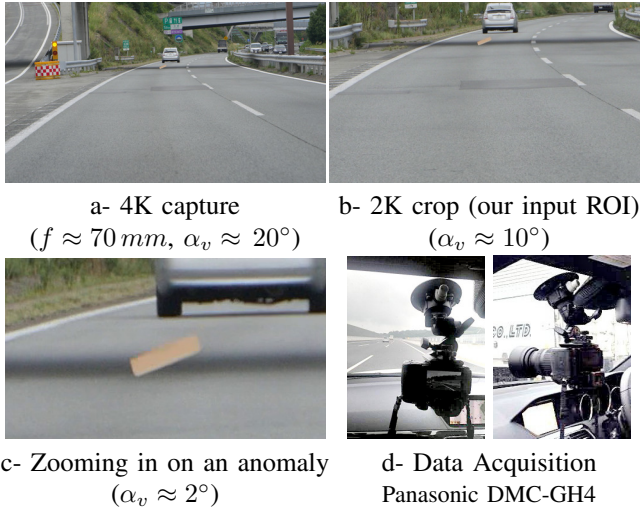 a- 4K capture
(f ≈ 70 mm, αᵥ ≈ 20°)
b- 2K crop (our input ROI)
(αᵥ ≈ 10°)
CO.,LTD.
c- Zooming in on an anomaly
(αᵥ ≈ 2°)
d- Data Acquisition
Panasonic DMC-GH4